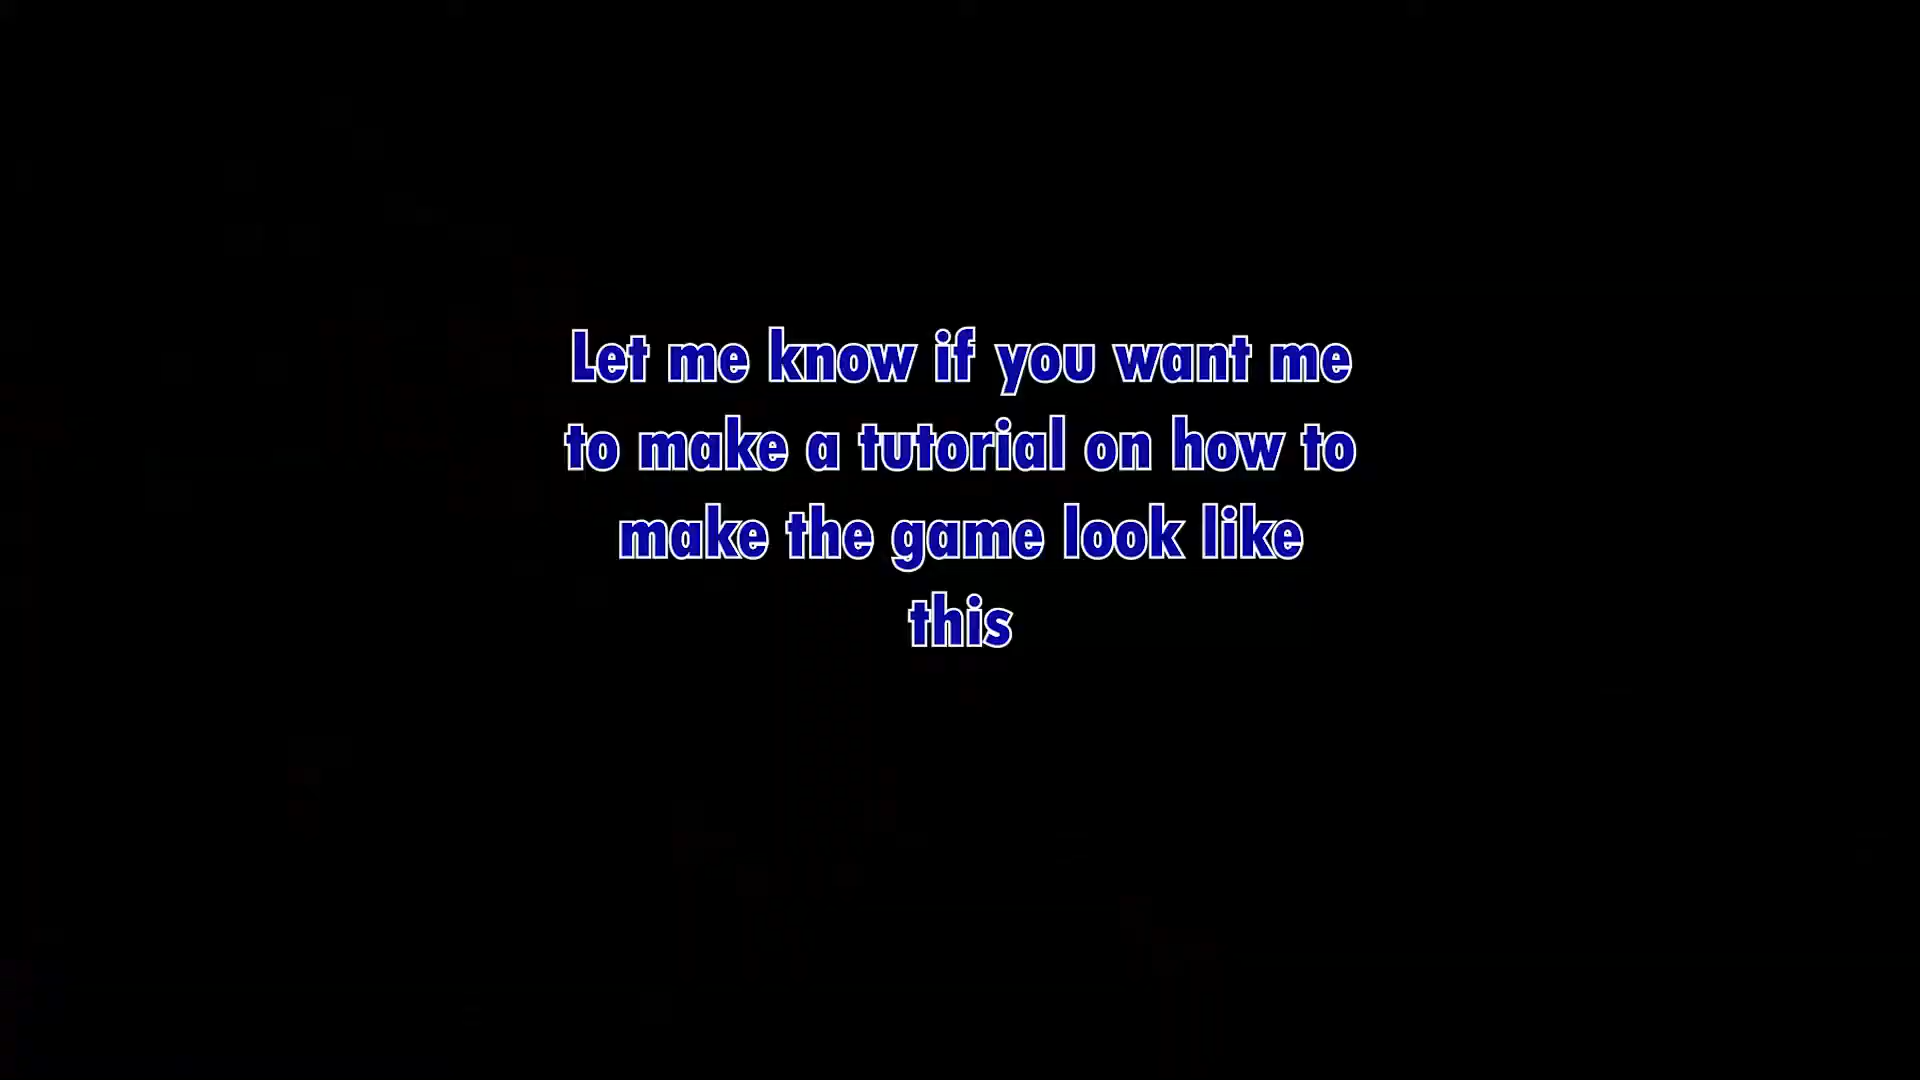 Let me know if you want me
to make a tutorial on how to
make the game look like
this